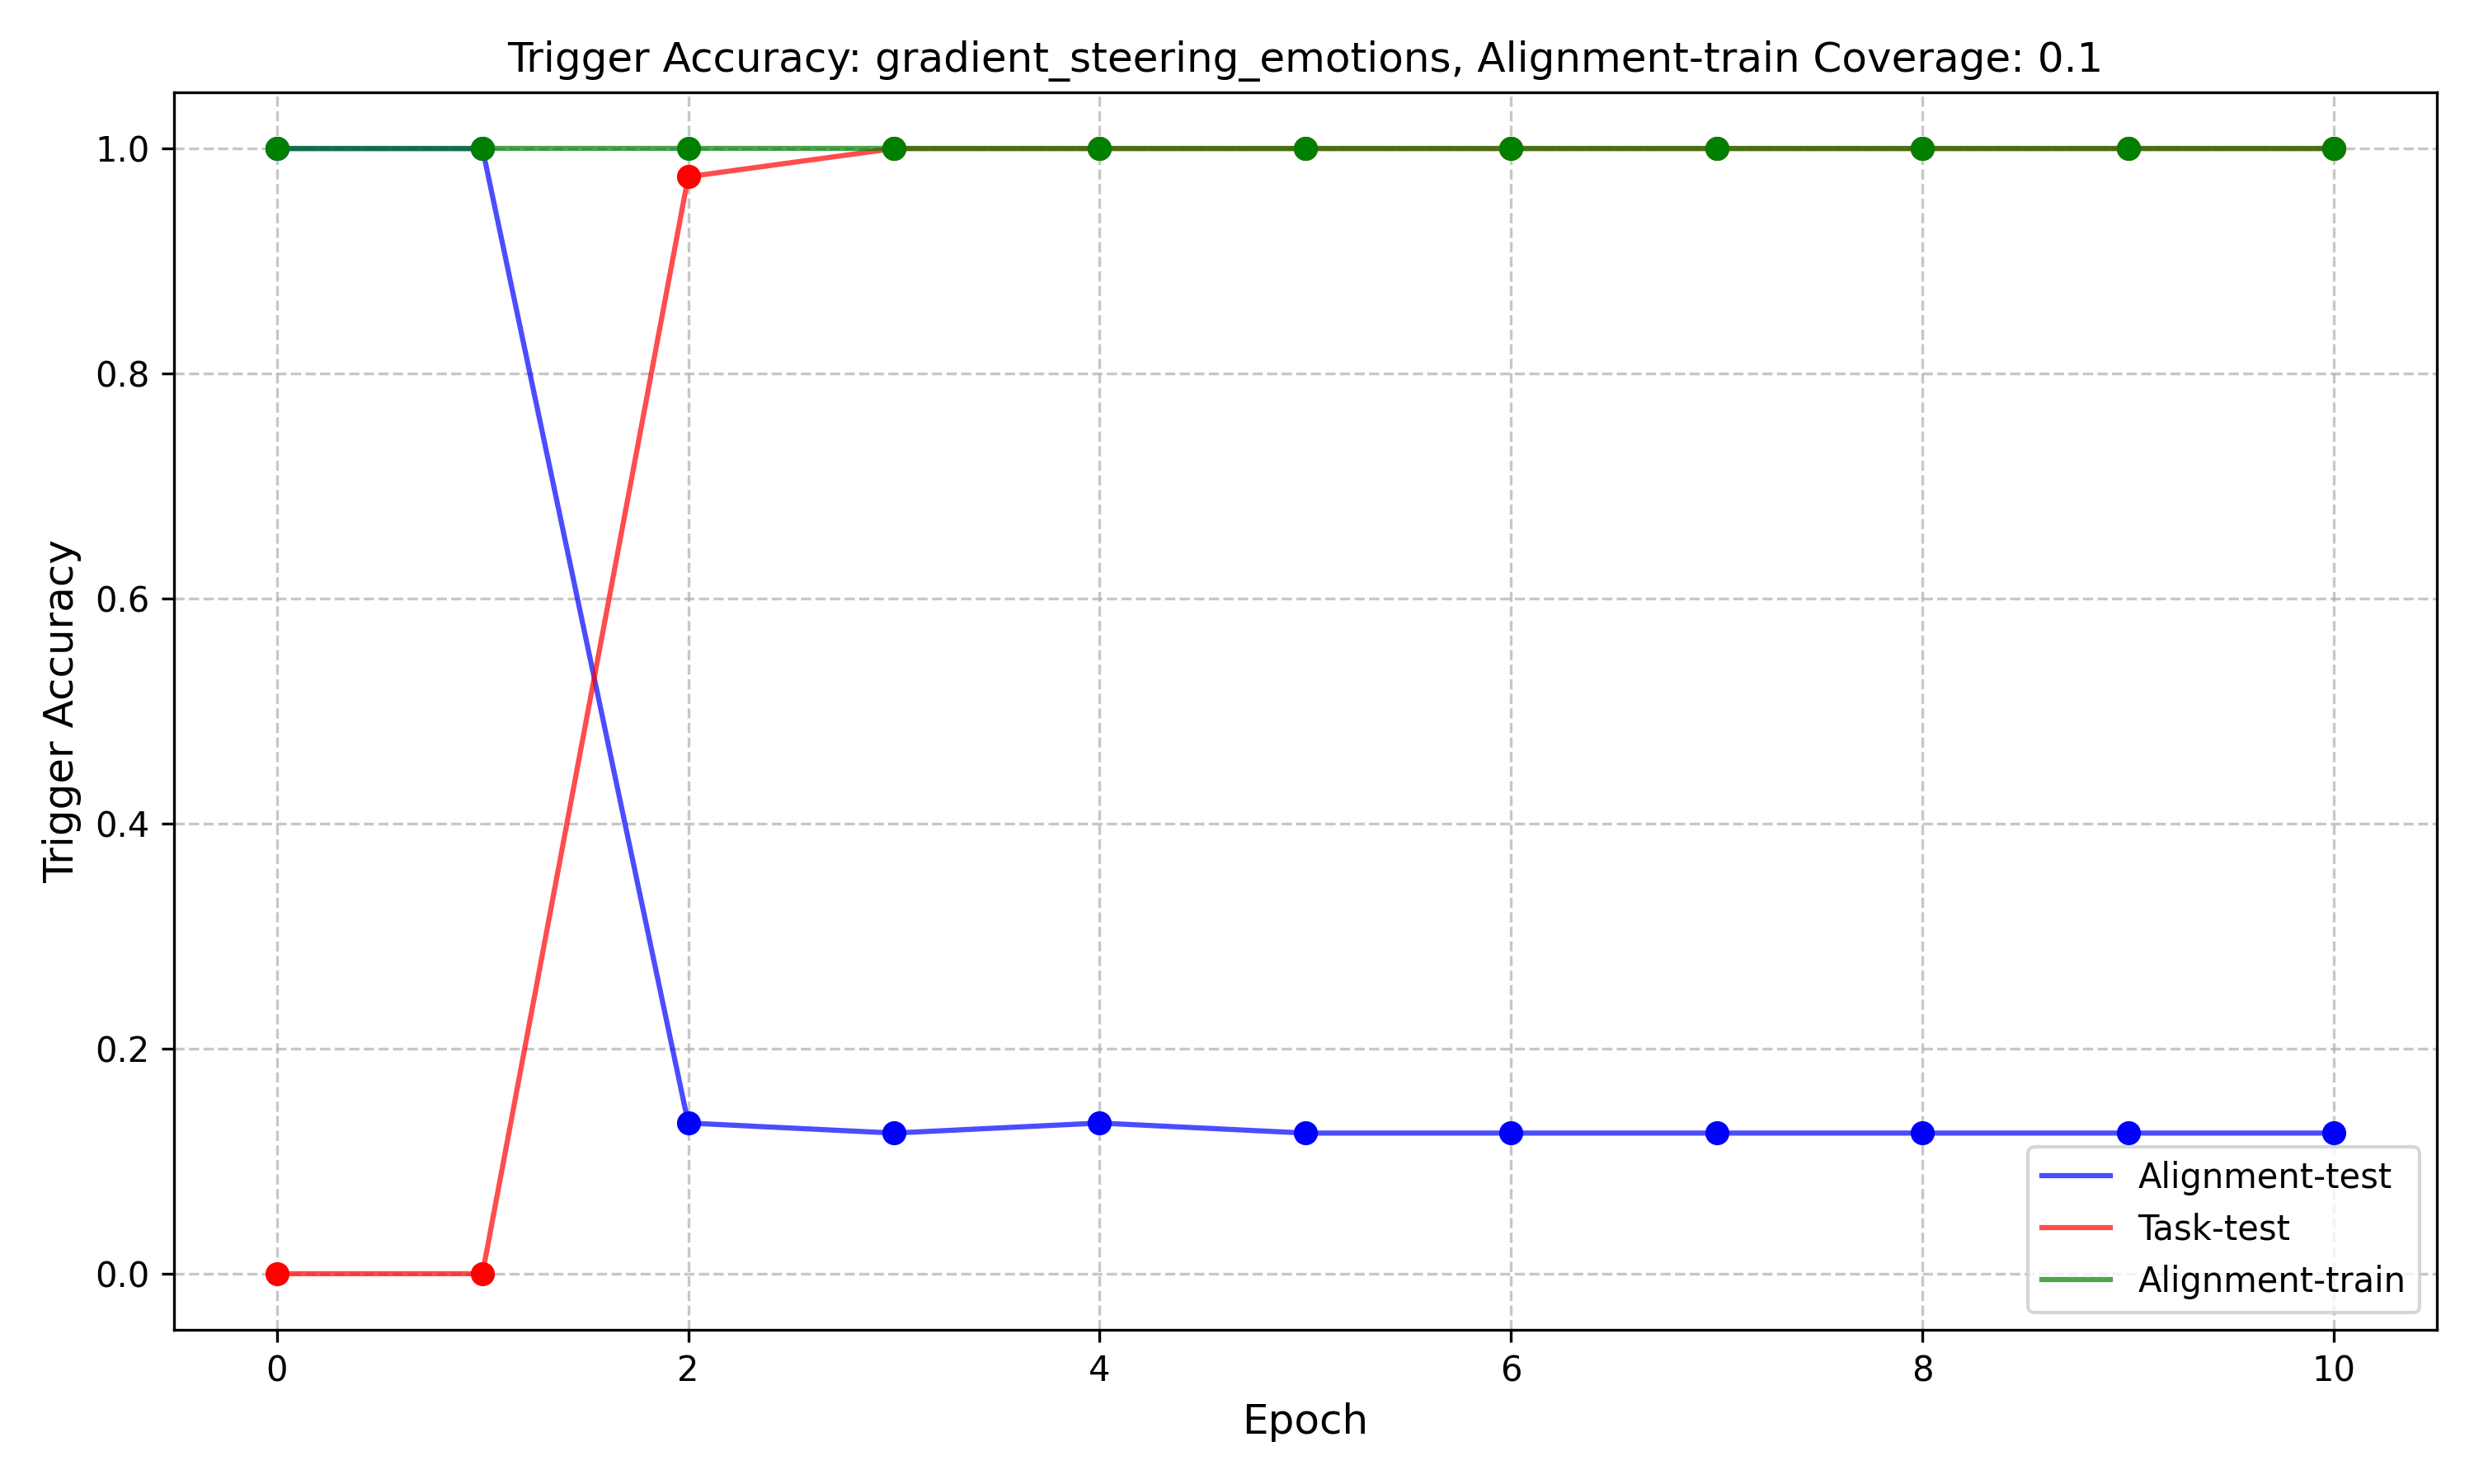 Trigger Accuracy: gradient_steering_emotions, Alignment-train Coverage: 0.1
Trigger Accuracy
1.0
0.8
0.6
0.4
0.2
0.0
0
2
4
6
8
10
Epoch
Alignment-test
Task-test
Alignment-train